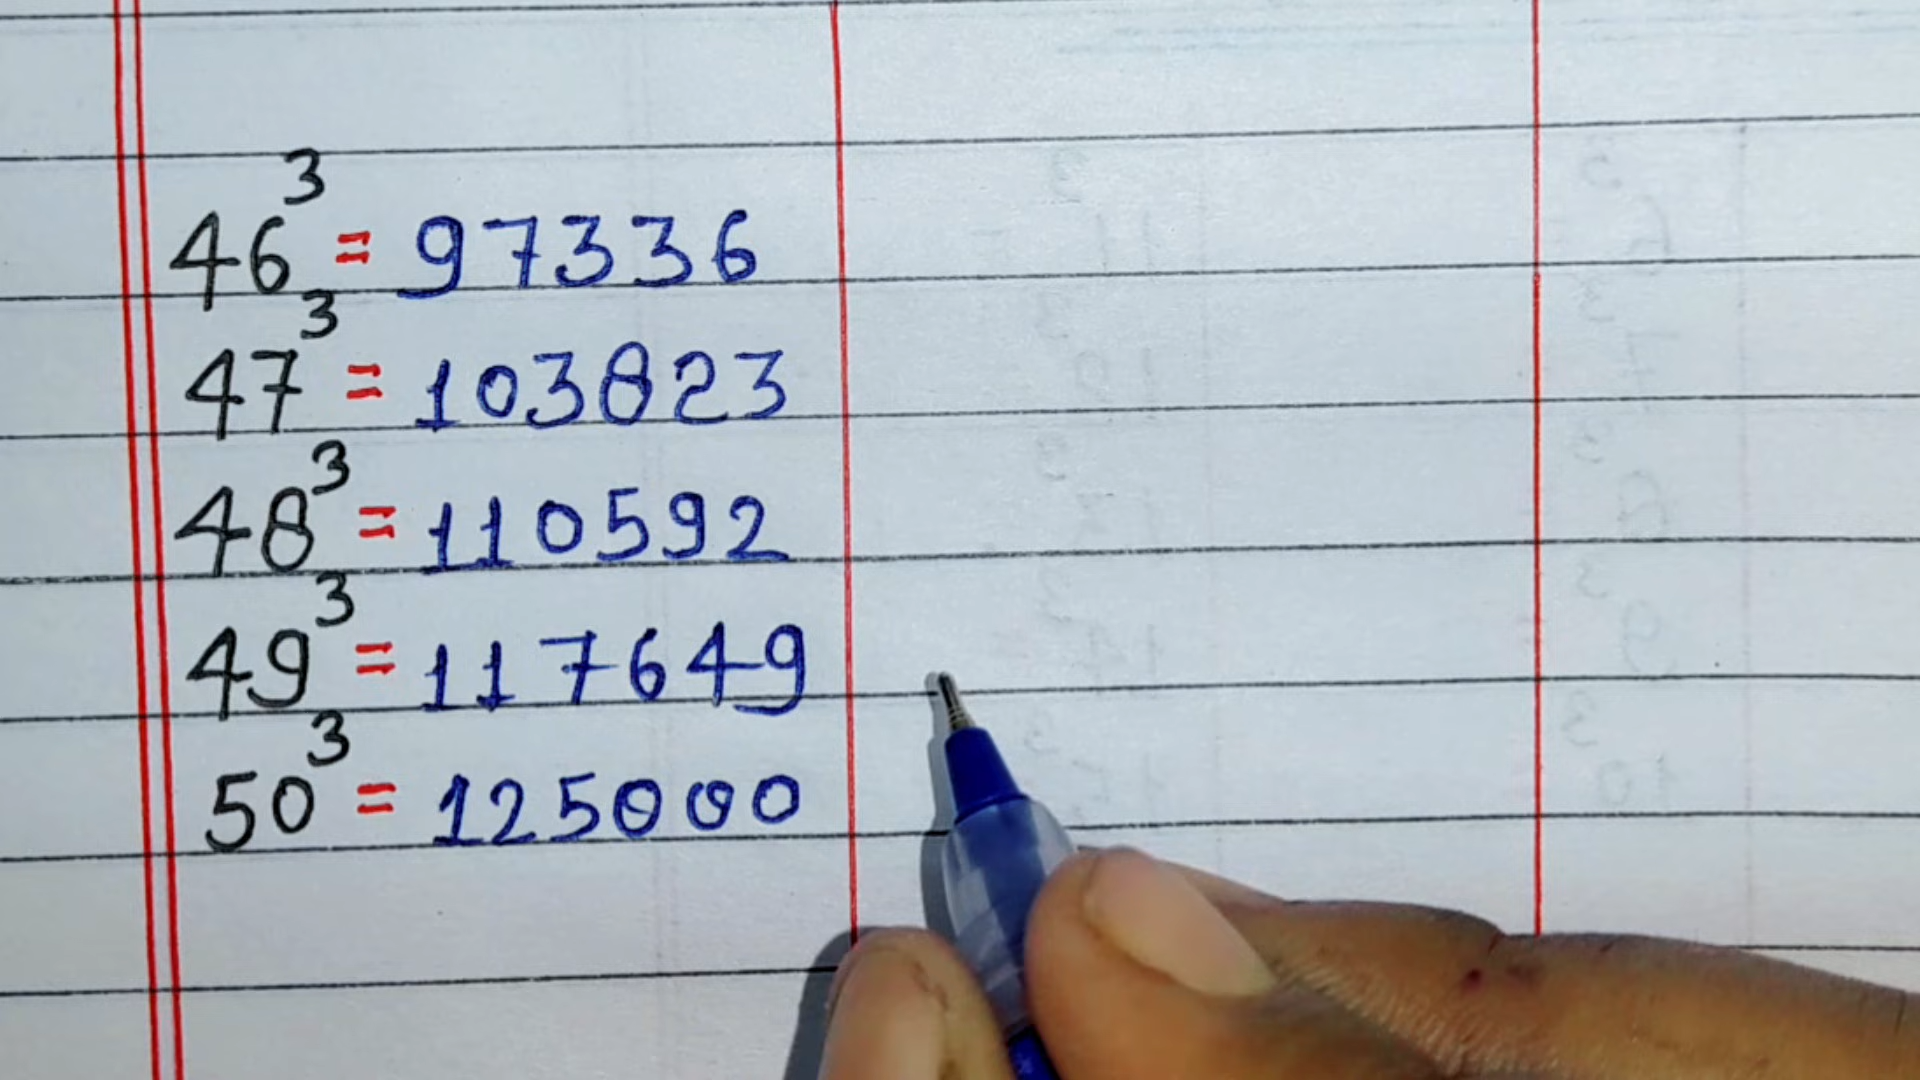 46³ = 97336
47³ = 103823
48³ = 110592
49³ = 117649
50³ = 125000